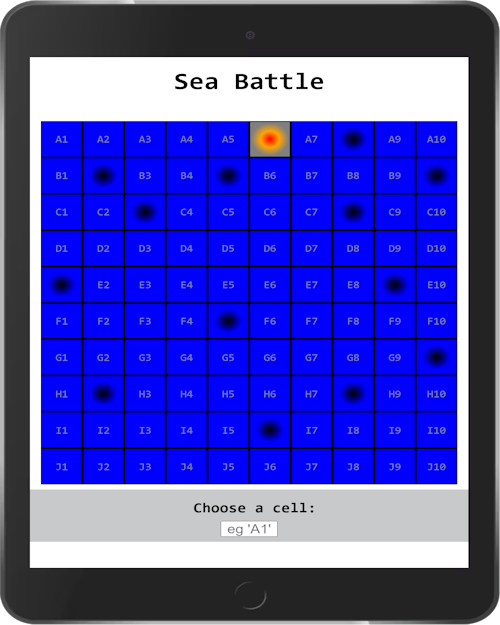 Sea Battle
A1 A2 A3 A4 A5 A7 A9 A10
B1 B3 B4 B6 B7 B8 B9
C1 C2 C4 C5 C6 C7 C9 C10
D1 D2 D3 D4 D5 D6 D7 D8 D9 D10
E2 E3 E4 E5 E6 E7 E8 E10
F1 F2 F3 F4 F6 F7 F8 F9 F10
G1 G2 G3 G4 G5 G6 G7 G8 G9
H1 H3 H4 H5 H6 H7 H9 H10
I1 I2 I3 I4 I5 I7 I8 I9 I10
J1 J2 J3 J4 J5 J6 J7 J8 J9 J10
Choose a cell:
eg 'A1'